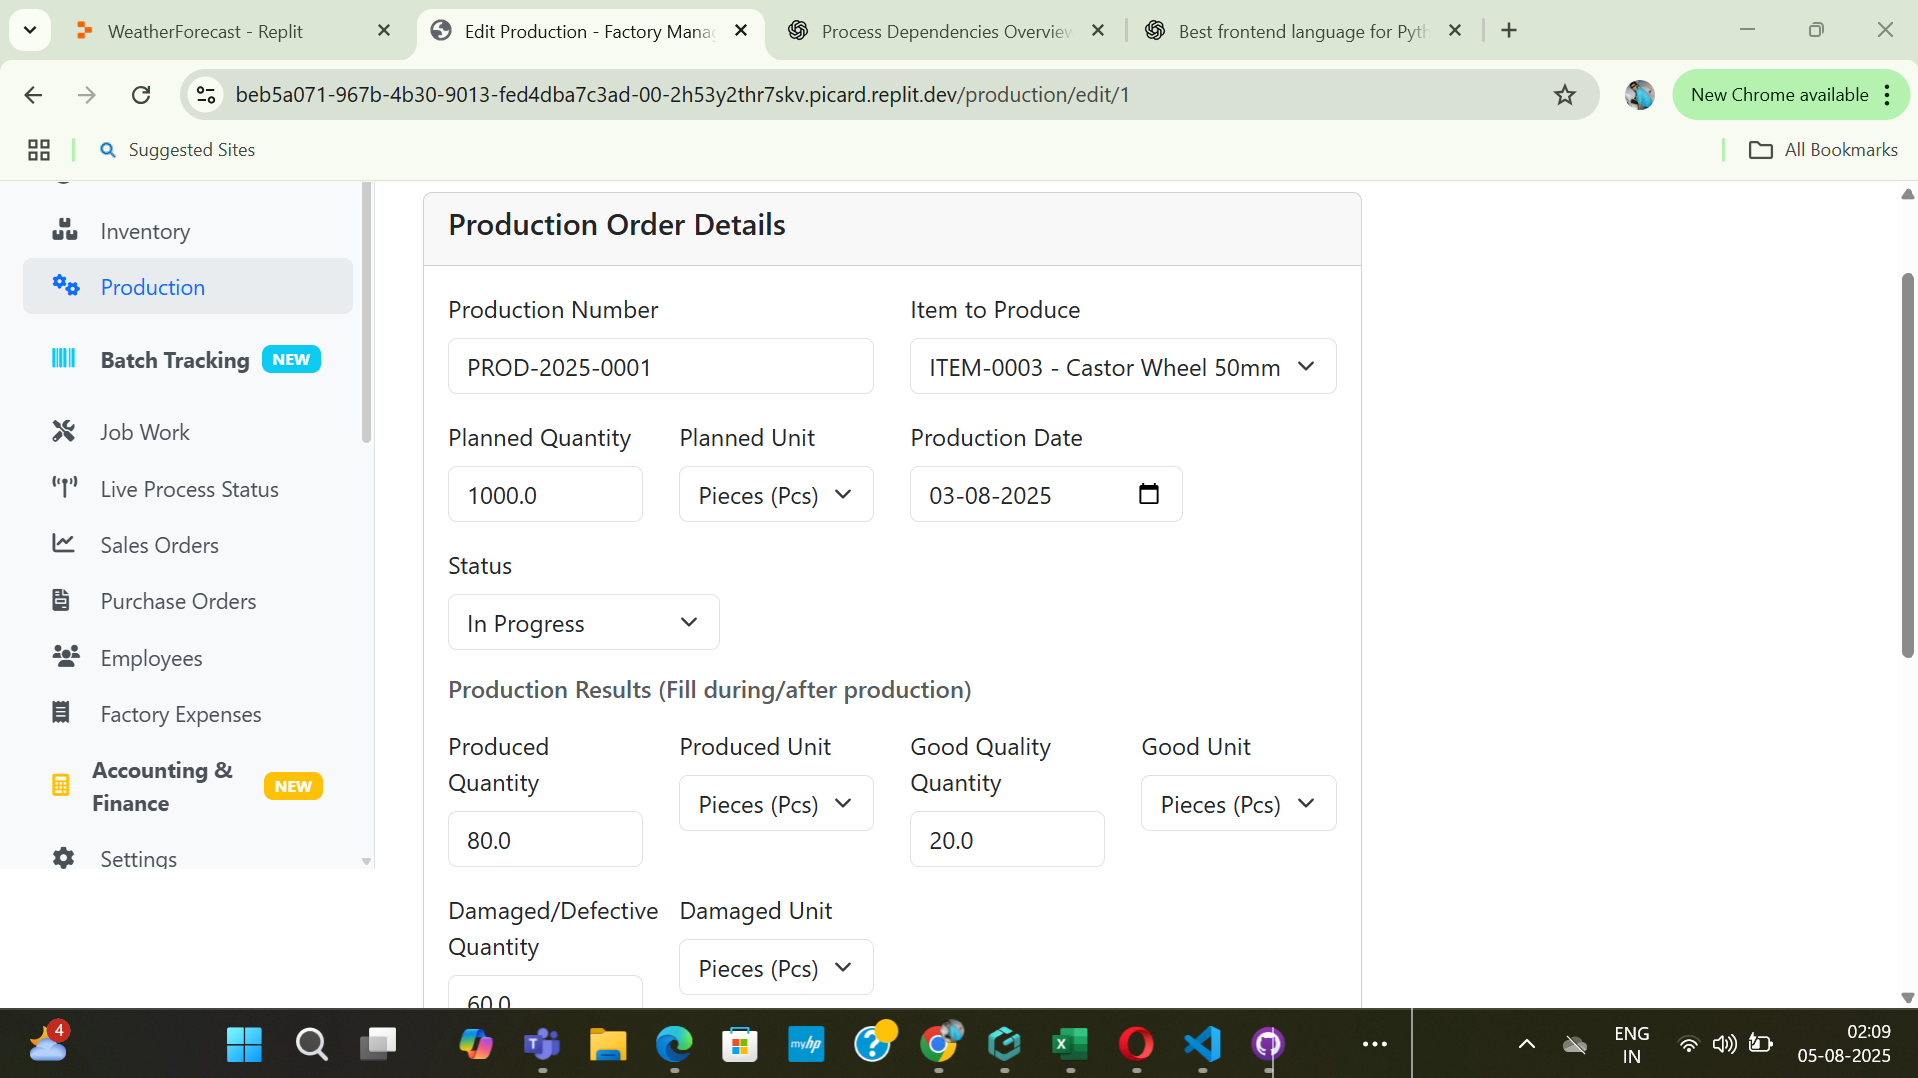 WeatherForecast - Replit
Edit Production - Factory Mana
Process Dependencies Overview
Best frontend language for Pyth
beb5a071-967b-4b30-9013-fed4dba7c3ad-00-2h53y2thr7skv.picard.replit.dev/production/edit/1
New Chrome available
Suggested Sites
All Bookmarks
Inventory
Production
Batch Tracking NEW
Job Work
Live Process Status
Sales Orders
Purchase Orders
Employees
Factory Expenses
Accounting &
Finance
NEW
Settings
Production Order Details
Production Number
Item to Produce
PROD-2025-0001
ITEM-0003 - Castor Wheel 50mm
Planned Quantity
Planned Unit
Production Date
1000.0
Pieces (Pcs)
03-08-2025
Status
In Progress
Production Results (Fill during/after production)
Produced
Quantity
Produced Unit
Good Quality
Quantity
Good Unit
80.0
Pieces (Pcs)
20.0
Pieces (Pcs)
Damaged/Defective
Quantity
Damaged Unit
60.0
Pieces (Pcs)
4
myhp
ENG
IN
02:09
05-08-2025